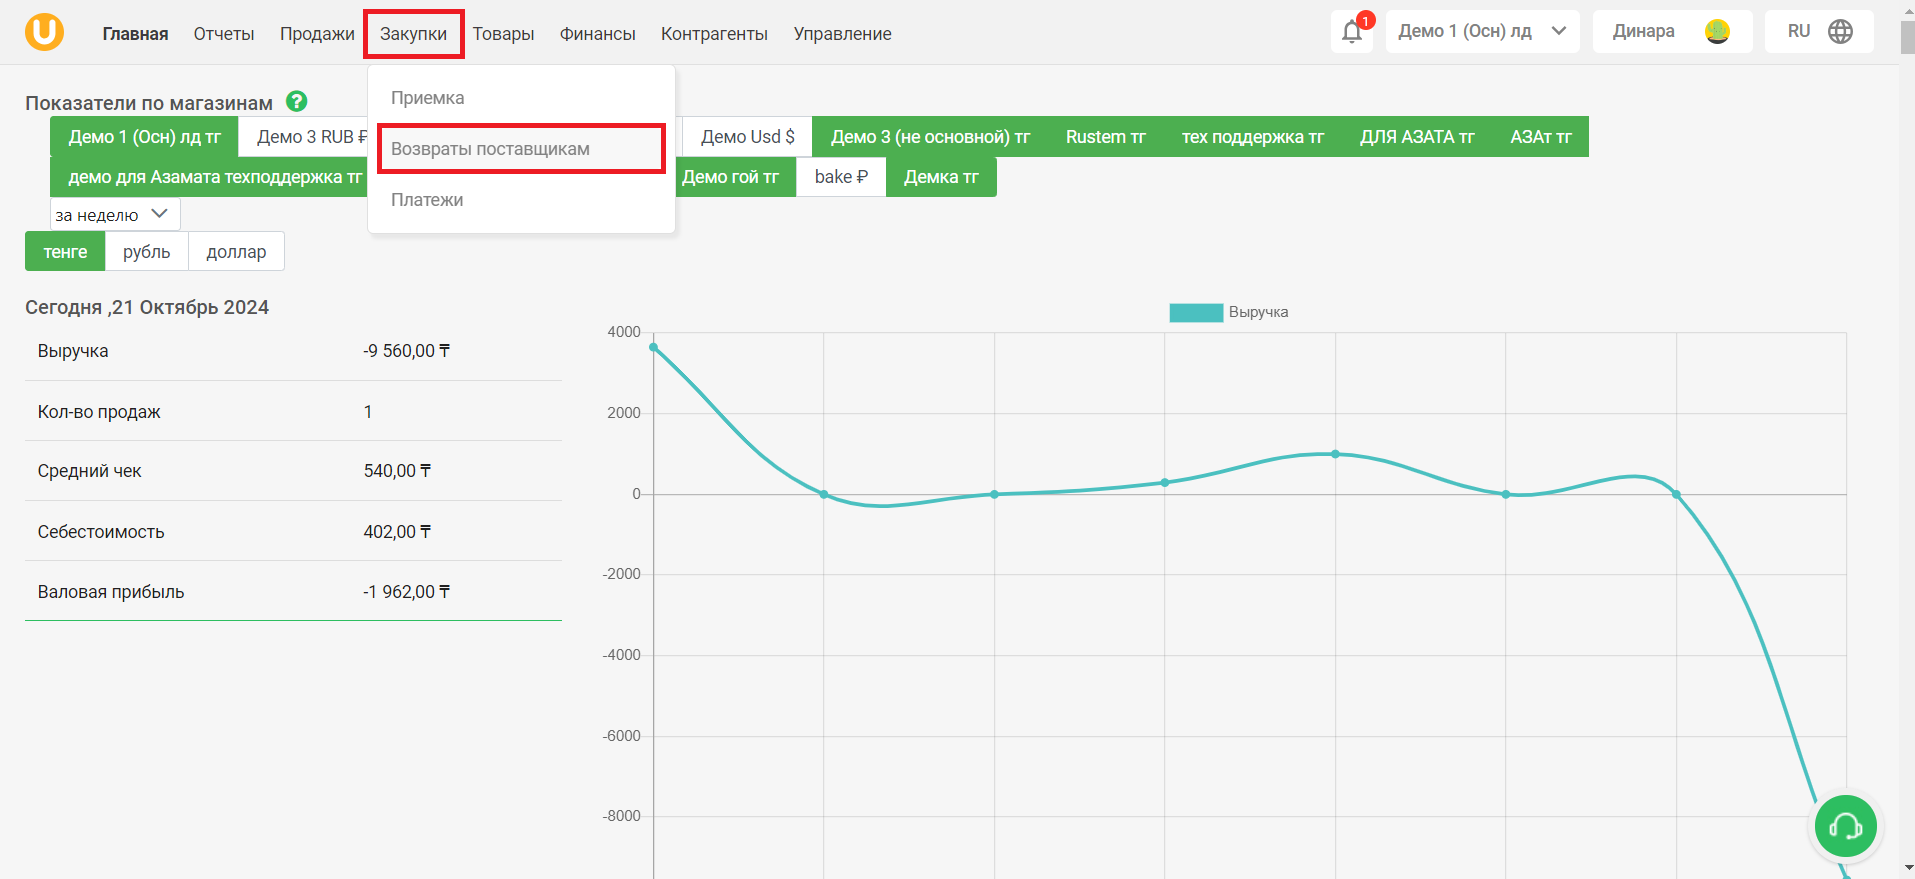 Главная Отчеты Продажи Закупки Товары Финансы Контрагенты Управление 1 Демо 1 (Осн) лд Динара RU
Приемка
Возвраты поставщикам
Платежи
Показатели по магазинам ?
Демо 1 (Осн) лд тг Демо 3 RUB ₽ Демо Usd $ Демо 3 (не основной) тг Rustem тг тех поддержка тг ДЛЯ АЗАТА тг АЗАт тг
демо для Азамата техподдержка тг Демо гой тг bake ₽ Демка тг
за неделю
тенге рубль доллар
Сегодня ,21 Октябрь 2024
Выручка -9 560,00 ₸
Кол-во продаж 1
Средний чек 540,00 ₸
Себестоимость 402,00 ₸
Валовая прибыль -1 962,00 ₸
Выручка
4000
2000
0
-2000
-4000
-6000
-8000